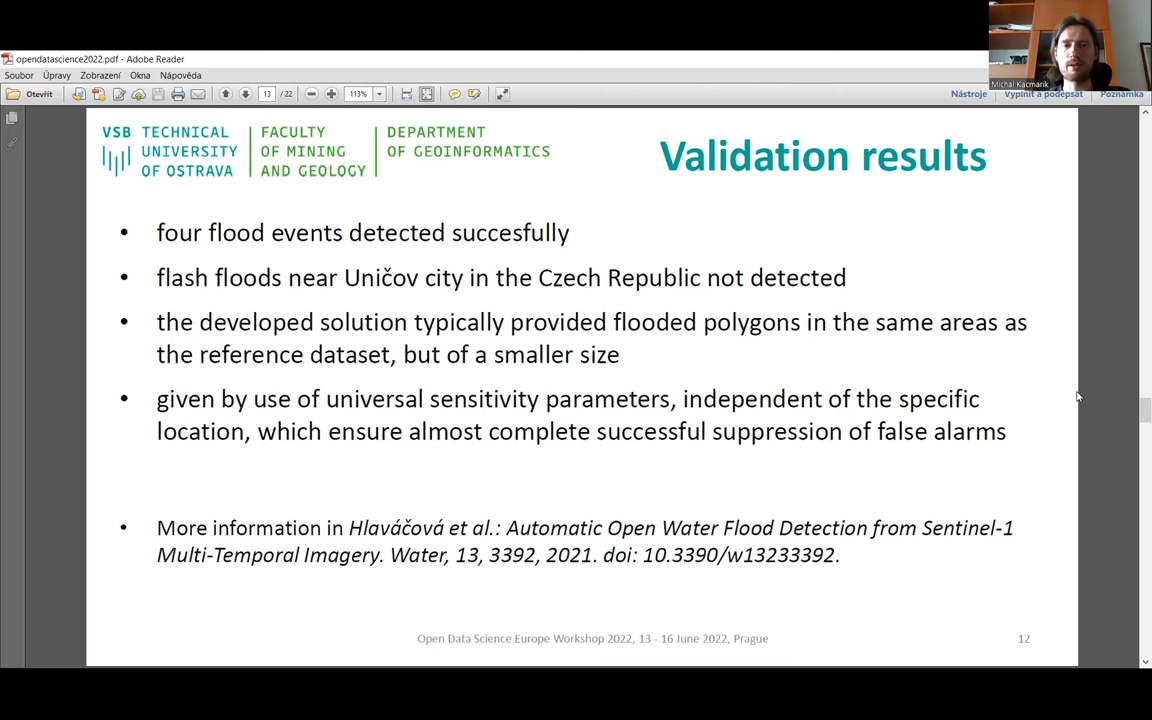 opendatascience2022.pdf - Adobe Reader
Soubor Úpravy Zobrazení Okna Nápověda
Otevřít 13 / 22 113% Nástroje Vyplnit a podepsat Poznámka
Michal Kacmarik
VSB TECHNICAL UNIVERSITY OF OSTRAVA
FACULTY OF MINING AND GEOLOGY
DEPARTMENT OF GEOINFORMATICS
Validation results
• four flood events detected succesfully
• flash floods near Uničov city in the Czech Republic not detected
• the developed solution typically provided flooded polygons in the same areas as
the reference dataset, but of a smaller size
• given by use of universal sensitivity parameters, independent of the specific
location, which ensure almost complete successful suppression of false alarms
• More information in Hlaváčová et al.: Automatic Open Water Flood Detection from Sentinel-1
Multi-Temporal Imagery. Water, 13, 3392, 2021. doi: 10.3390/w13233392.
Open Data Science Europe Workshop 2022, 13 - 16 June 2022, Prague
12